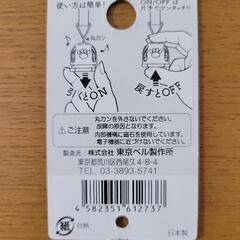 使い方は簡単!
ON/OFFは
片手でワンタッチ!!
丸カン
引くとON
戻すとOFF
ご注意
丸カンを外さないでください。
故障の原因となります。
内部機構に磁石を使用しています。
電子機器に近づけないでください。
製造元:株式会社 東京ベル製作所
東京都荒川区西尾久4-8-4
TEL 03-3893-5741
4582351612737
紙
台紙
日本製